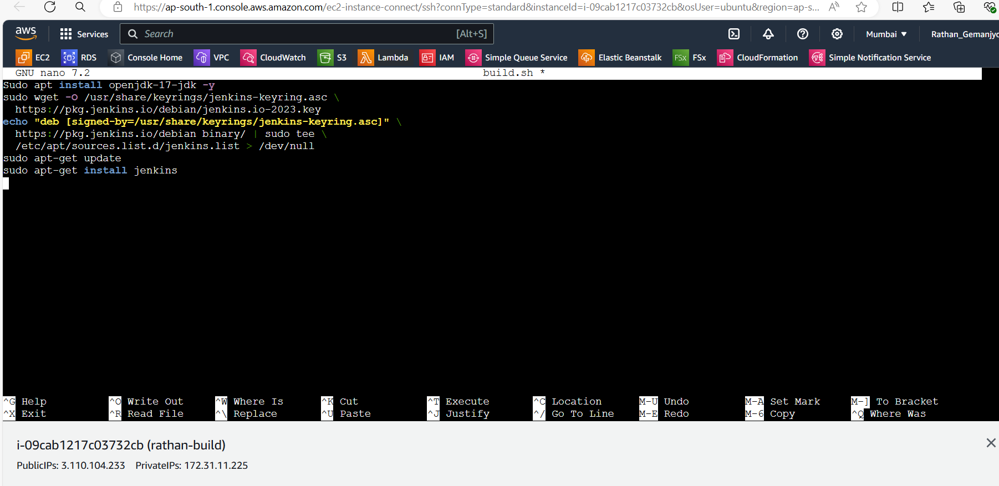 https://ap-south-1.console.aws.amazon.com/ec2-instance-connect/ssh?connType=standard&instanceId=i-09cab1217c03732cb&osUser=ubuntu&region=ap-s...
aws Services Search [Alt+S] Mumbai ▼ Rathan_Gemanjyo
EC2 RDS Console Home VPC CloudWatch S3 Lambda IAM Simple Queue Service Elastic Beanstalk FSx FSx CloudFormation Simple Notification Service
GNU nano 7.2 build.sh *
Sudo apt install openjdk-17-jdk -y
sudo wget -O /usr/share/keyrings/jenkins-keyring.asc \
https://pkg.jenkins.io/debian/jenkins.io-2023.key
echo "deb [signed-by=/usr/share/keyrings/jenkins-keyring.asc]" \
https://pkg.jenkins.io/debian binary/ | sudo tee \
/etc/apt/sources.list.d/jenkins.list > /dev/null
sudo apt-get update
sudo apt-get install jenkins
^G Help ^O Write Out ^W Where Is ^K Cut ^T Execute ^C Location M-U Undo M-A Set Mark M-] To Bracket
^X Exit ^R Read File ^\ Replace ^U Paste ^J Justify ^/ Go To Line M-E Redo M-6 Copy ^Q Where Was
i-09cab1217c03732cb (rathan-build)
PublicIPs: 3.110.104.233 PrivateIPs: 172.31.11.225